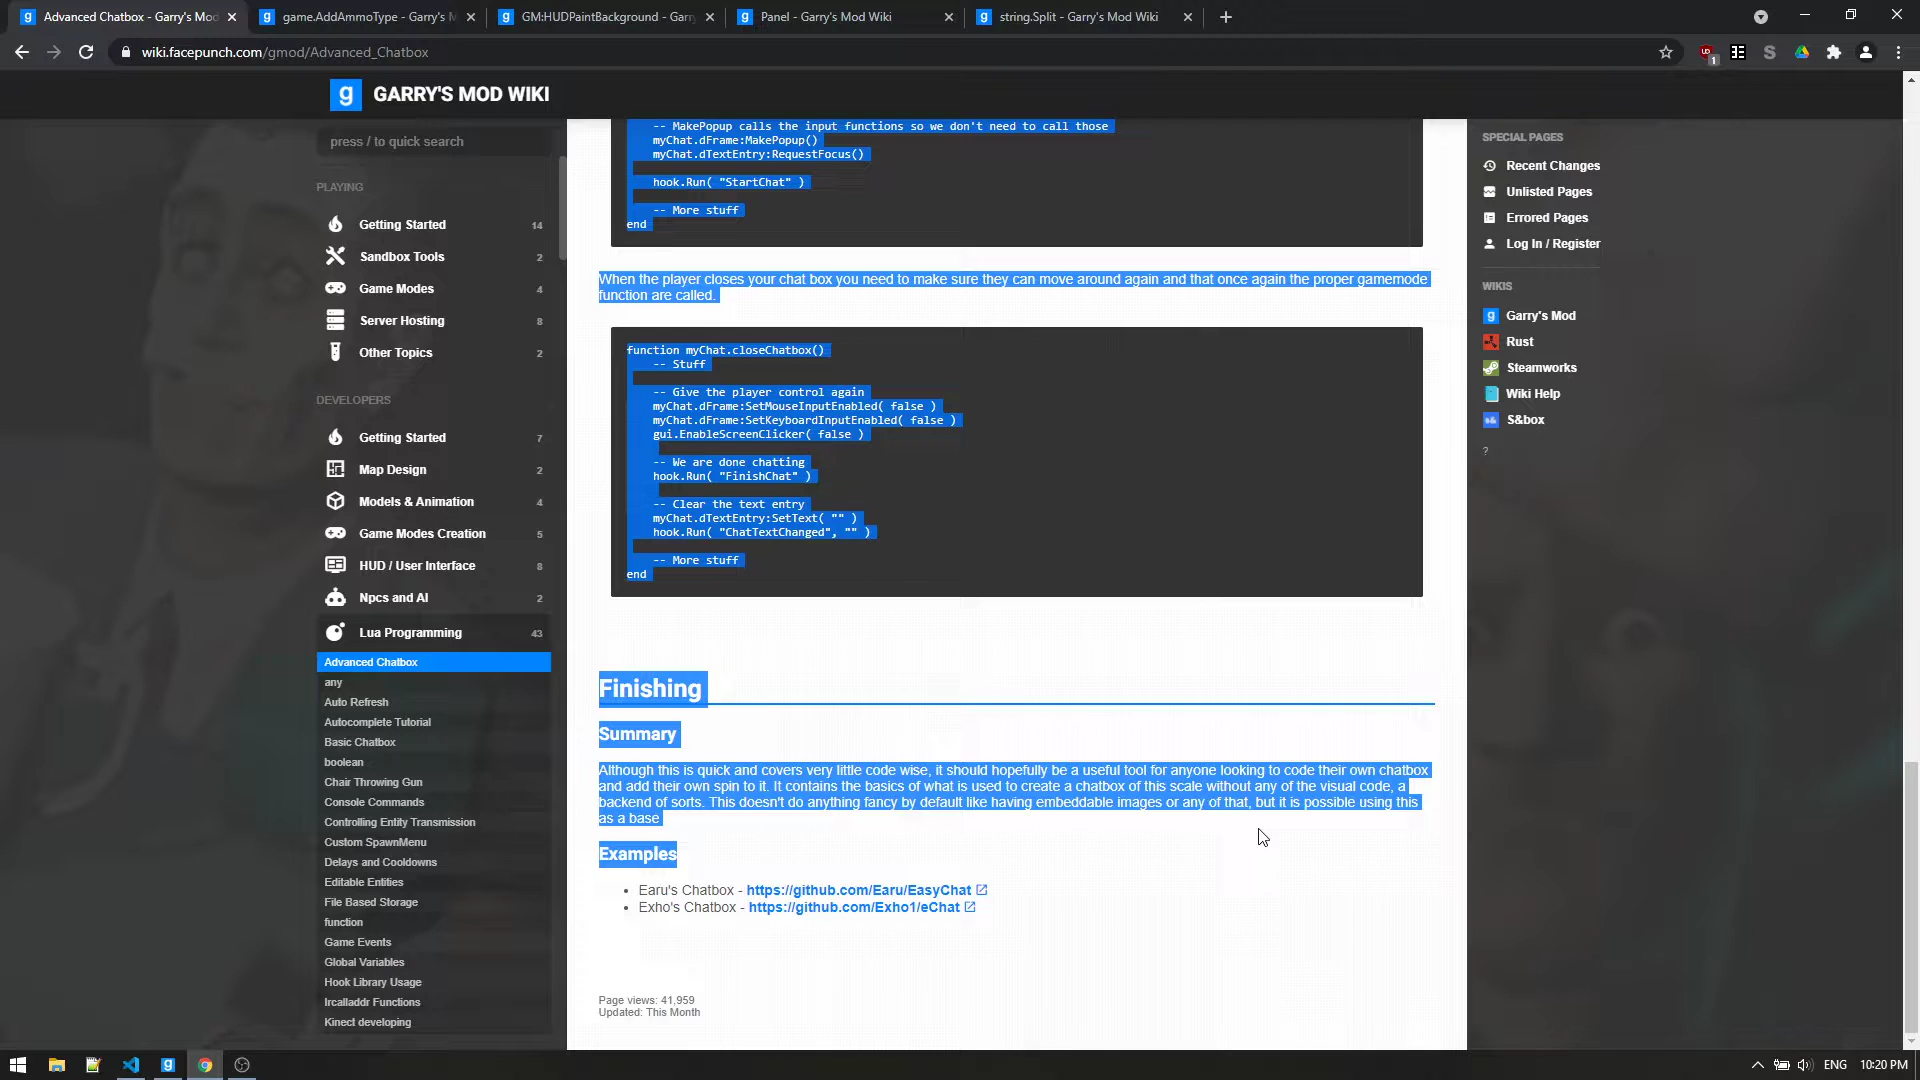 Advanced Chatbox - Garry's Mod
game.AddAmmoType - Garry's M
GM:HUDPaintBackground - Garry
Panel - Garry's Mod Wiki
string.Split - Garry's Mod Wiki
wiki.facepunch.com/gmod/Advanced_Chatbox
g GARRY'S MOD WIKI
press / to quick search
PLAYING
Getting Started 14
Sandbox Tools 2
Game Modes 4
Server Hosting 8
Other Topics 2
DEVELOPERS
Getting Started 7
Map Design 2
Models & Animation 4
Game Modes Creation 5
HUD / User Interface 8
Npcs and AI 2
Lua Programming 43
Advanced Chatbox
any
Auto Refresh
Autocomplete Tutorial
Basic Chatbox
boolean
Chair Throwing Gun
Console Commands
Controlling Entity Transmission
Custom SpawnMenu
Delays and Cooldowns
Editable Entities
File Based Storage
function
Game Events
Global Variables
Hook Library Usage
Ircalladdr Functions
Kinect developing
-- MakePopup calls the input functions so we don't need to call those
myChat.dFrame:MakePopup()
myChat.dTextEntry:RequestFocus()
hook.Run( "StartChat" )
-- More stuff
end
When the player closes your chat box you need to make sure they can move around again and that once again the proper gamemode
function are called.
function myChat.closeChatbox()
-- Stuff
-- Give the player control again
myChat.dFrame:SetMouseInputEnabled( false )
myChat.dFrame:SetKeyboardInputEnabled( false )
gui.EnableScreenClicker( false )
-- We are done chatting
hook.Run( "FinishChat" )
-- Clear the text entry
myChat.dTextEntry:SetText( "" )
hook.Run( "ChatTextChanged", "" )
-- More stuff
end
Finishing
Summary
Although this is quick and covers very little code wise, it should hopefully be a useful tool for anyone looking to code their own chatbox
and add their own spin to it. It contains the basics of what is used to create a chatbox of this scale without any of the visual code, a
backend of sorts. This doesn't do anything fancy by default like having embeddable images or any of that, but it is possible using this
as a base
Examples
• Earu's Chatbox - https://github.com/Earu/EasyChat
• Exho's Chatbox - https://github.com/Exho1/eChat
Page views: 41,959
Updated: This Month
SPECIAL PAGES
Recent Changes
Unlisted Pages
Errored Pages
Log In / Register
WIKIS
Garry's Mod
Rust
Steamworks
Wiki Help
S&box
?
ENG
10:20 PM